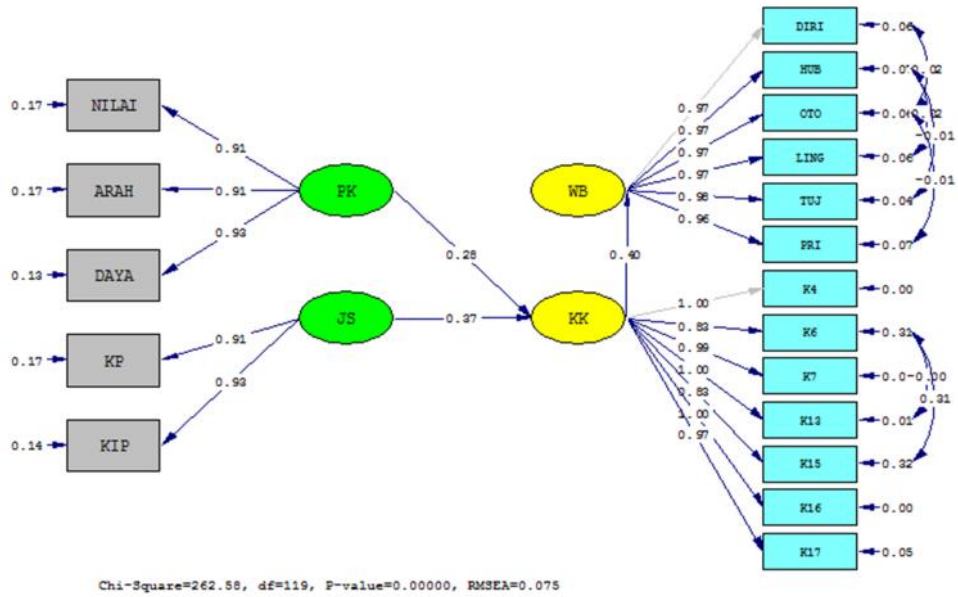 0.17
NILAI
0.91
0.17
ARAH
0.91
0.13
DAYA
0.93
0.17
KP
0.91
0.14
KIP
0.93
PK
JS
0.28
0.37
WB
KK
0.40
0.97
0.97
0.97
0.97
0.98
0.96
1.00
0.83
0.99
1.00
0.83
1.00
0.97
DIRI
0.06
HUB
0.02
OTO
0.02
-0.01
LING
0.06
-0.01
TUJ
0.04
PRI
0.07
K4
0.00
K6
K7
-0.00
0.31
K13
0.01
K15
0.32
K16
0.00
K17
0.05
Chi-Square=262.58, df=119, P-value=0.00000, RMSEA=0.075